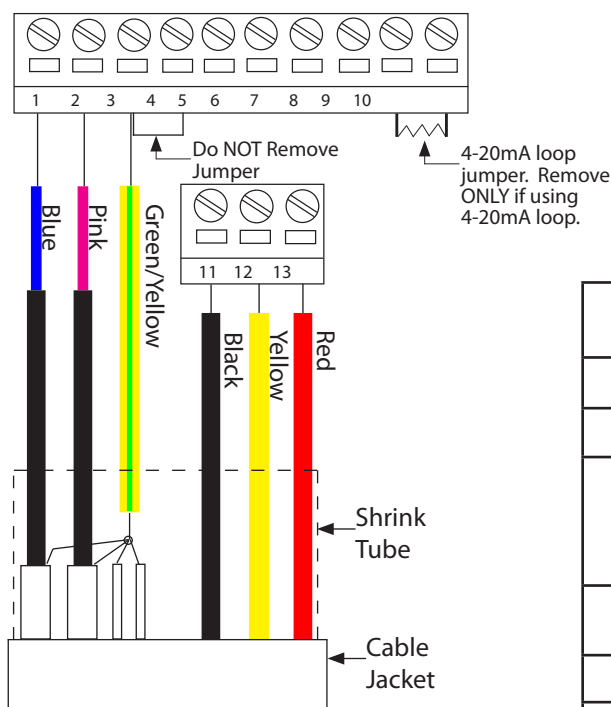 1 2 3 4 5 6 7 8 9 10
Do NOT Remove
Jumper
4-20mA loop
jumper. Remove
ONLY if using
4-20mA loop.
Blue
Pink
Green/Yellow
11 12 13
Black
Yellow
Red
Shrink
Tube
Cable
Jacket